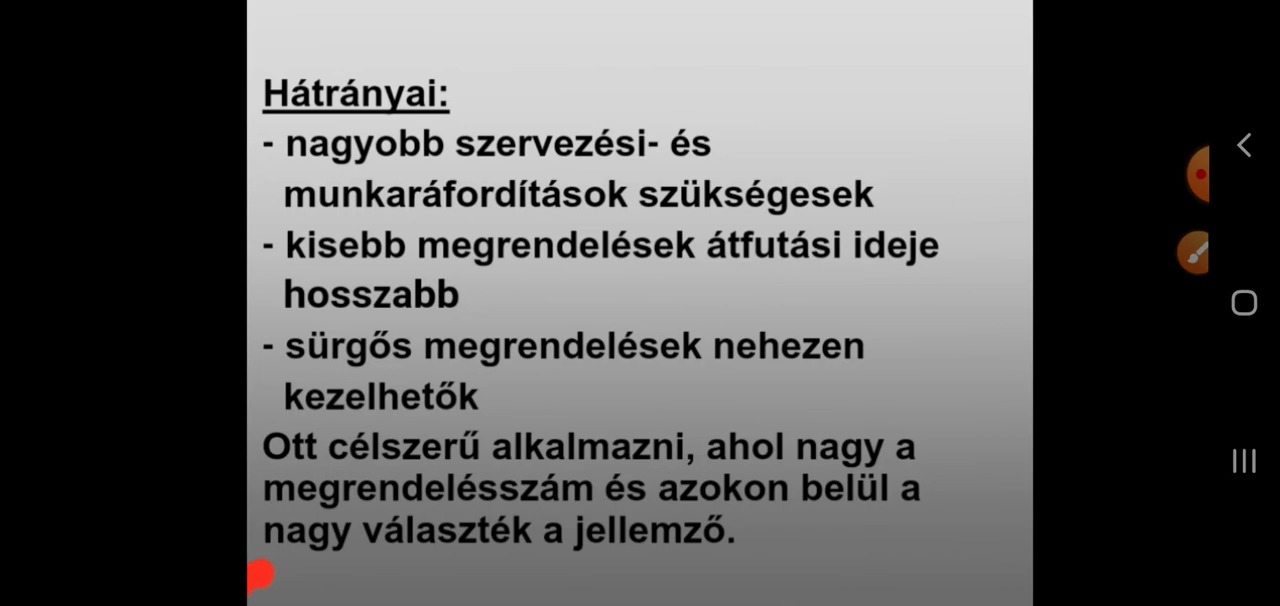 Hátrányai:
- nagyobb szervezési- és
munkaráfordítások szükségesek
- kisebb megrendelések átfutási ideje
hosszabb
- sürgős megrendelések nehezen
kezelhetők
Ott célszerű alkalmazni, ahol nagy a
megrendelésszám és azokon belül a
nagy választék a jellemző.